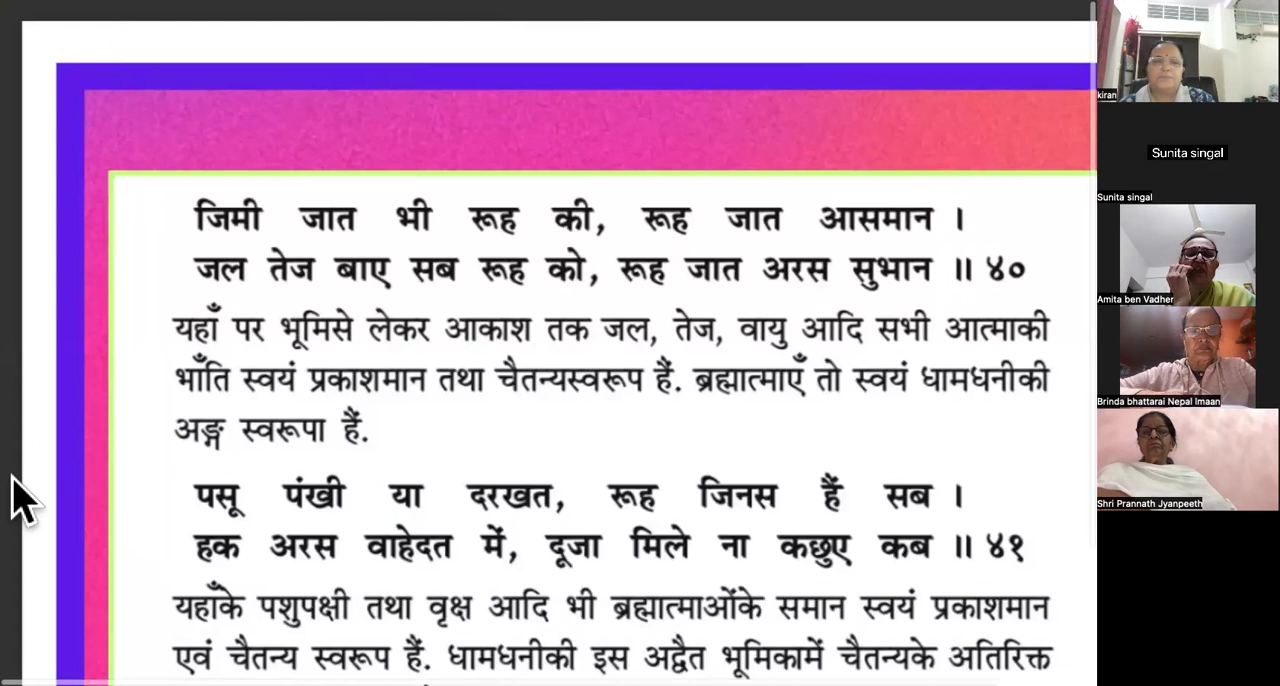 जिमी जात भी रूह की, रूह जात आसमान ।
जल तेज बाए सब रूह को, रूह जात अरस सुभान ॥ ४०
यहाँ पर भूमिसे लेकर आकाश तक जल, तेज, वायु आदि सभी आत्माकी
भाँति स्वयं प्रकाशमान तथा चैतन्यस्वरूप हैं. ब्रह्मात्माएँ तो स्वयं धामधनीकी
अङ्ग स्वरूपा हैं.
पसू पंखी या दरखत, रूह जिनस हैं सब ।
हक अरस वाहेदत में, दूजा मिले ना कछुए कब ॥ ४१
यहाँके पशुपक्षी तथा वृक्ष आदि भी ब्रह्मात्माओंके समान स्वयं प्रकाशमान
एवं चैतन्य स्वरूप हैं. धामधनीकी इस अद्वैत भूमिकामें चैतन्यके अतिरिक्त
kiran
Sunita singal
Sunita singal
Amita ben Vadher
Brinda bhattarai Nepal Imaan
Shri Prannath Jyanpeeth